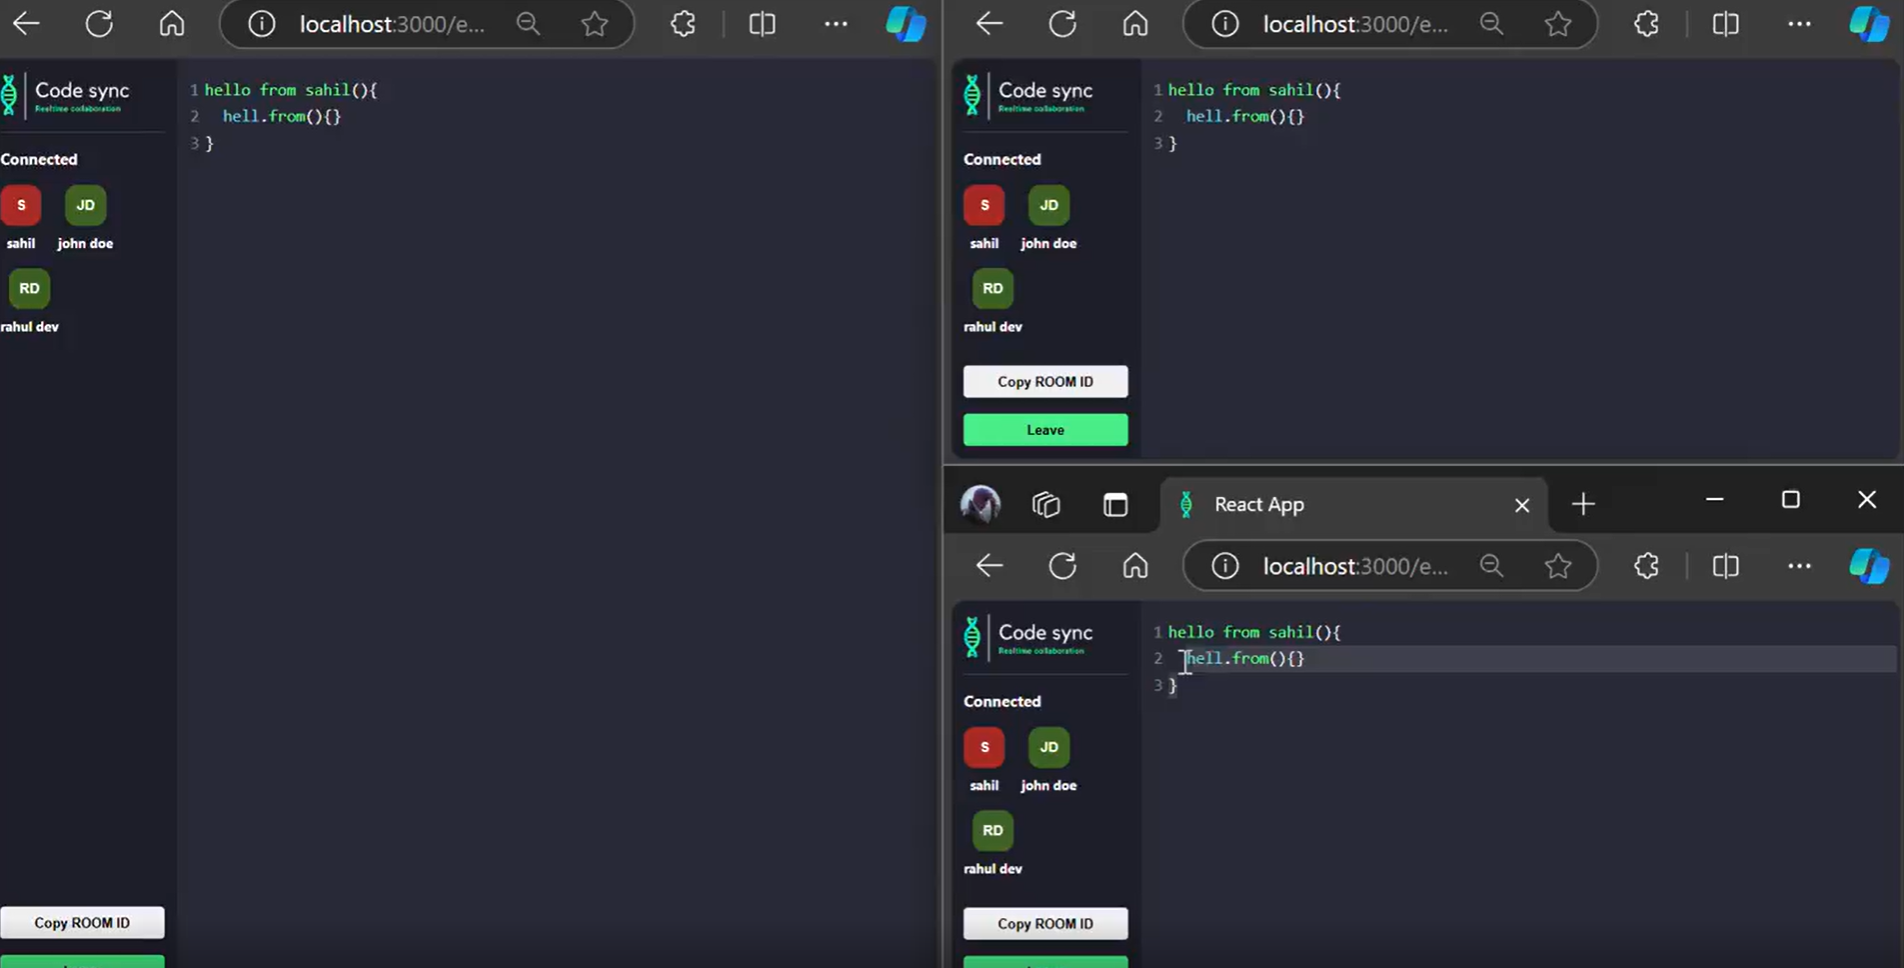 localhost:3000/e...
Code sync
Realtime collaboration
Connected
S
JD
sahil
john doe
RD
rahul dev
Copy ROOM ID
1 hello from sahil(){
2   hell.from(){}
3 }
localhost:3000/e...
Code sync
Realtime collaboration
Connected
S
JD
sahil
john doe
RD
rahul dev
Copy ROOM ID
Leave
1 hello from sahil(){
2   hell.from(){}
3 }
React App
localhost:3000/e...
Code sync
Realtime collaboration
Connected
S
JD
sahil
john doe
RD
rahul dev
Copy ROOM ID
1 hello from sahil(){
2   hell.from(){}
3 }